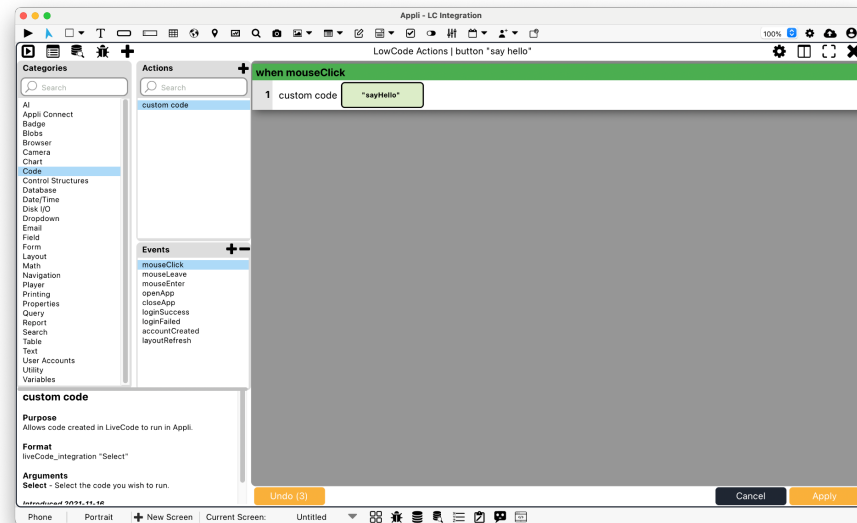 Appli - LC Integration
T
100%
LowCode Actions | button "say hello"
Categories
Search
AI
Appli Connect
Badge
Blobs
Browser
Camera
Chart
Code
Control Structures
Database
Date/Time
Disk I/O
Dropdown
Email
Field
Form
Layout
Math
Navigation
Player
Printing
Properties
Query
Report
Search
Table
Text
User Accounts
Utility
Variables
Actions
Search
custom code
Events
mouseClick
mouseLeave
mouseEnter
openApp
closeApp
loginSuccess
loginFailed
accountCreated
layoutRefresh
when mouseClick
1 custom code "sayHello"
custom code
Purpose
Allows code created in LiveCode to run in Appli.
Format
liveCode_integration "Select"
Arguments
Select - Select the code you wish to run.
Introduced 2021-11-16
Undo (3)
Cancel
Apply
Phone Portrait New Screen Current Screen: Untitled